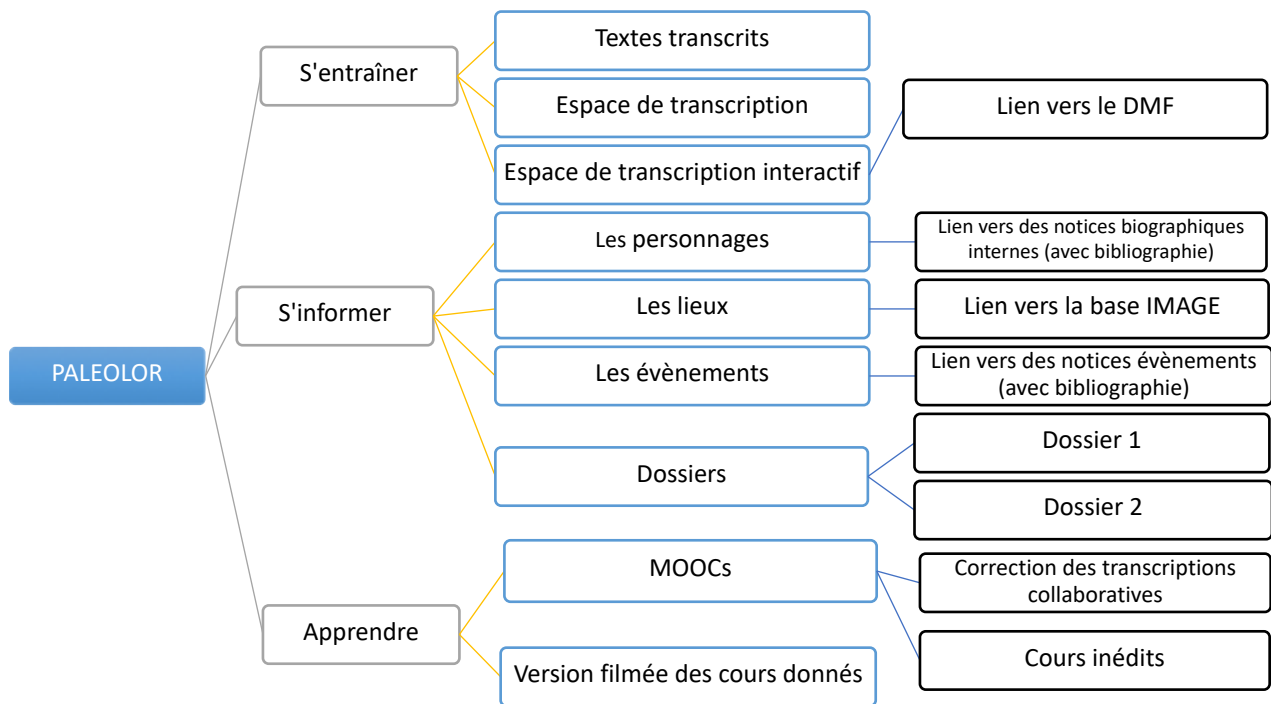 PALEOLOR
S'entraîner
Textes transcrits
Espace de transcription
Espace de transcription interactif
Lien vers le DMF
S'informer
Les personnages
Lien vers des notices biographiques
internes (avec bibliographie)
Les lieux
Lien vers la base IMAGE
Les évènements
Lien vers des notices évènements
(avec bibliographie)
Dossiers
Dossier 1
Dossier 2
Apprendre
MOOCs
Correction des transcriptions
collaboratives
Cours inédits
Version filmée des cours donnés